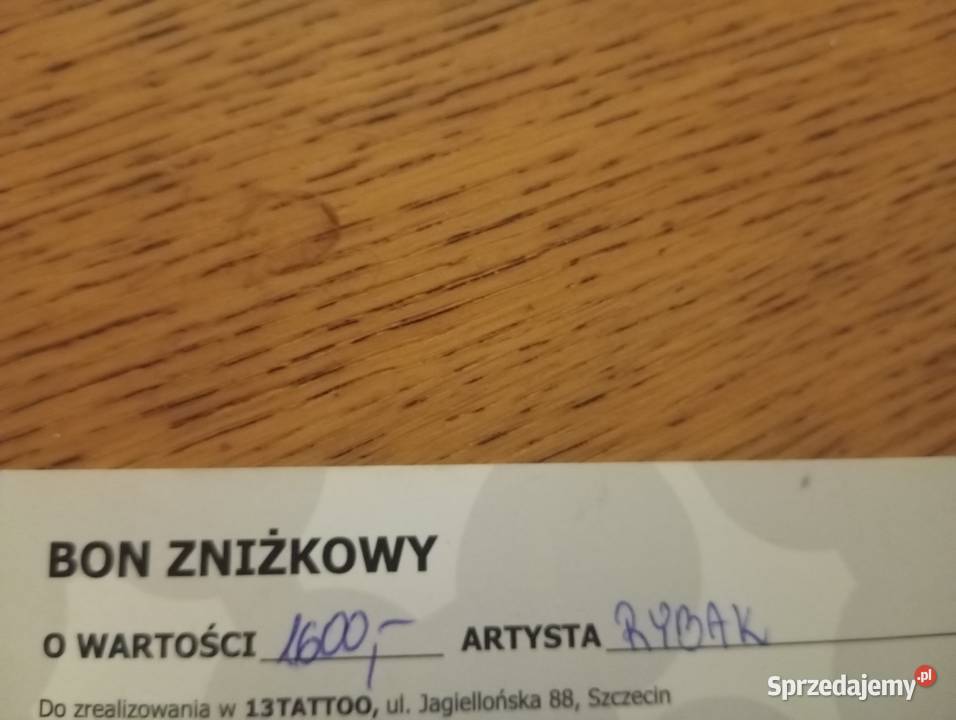 BON ZNIŻKOWY
O WARTOŚCI 1600,- ARTYSTA RYBAK
Do zrealizowania w 13TATTOO, ul. Jagiellońska 88, Szczecin
Sprzedajemy.pl